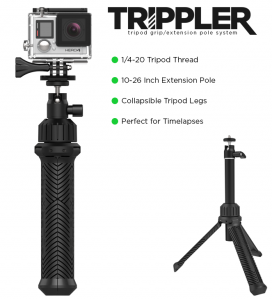 TRIPPLER
tripod grip/extension pole system
1/4-20 Tripod Thread
10-26 Inch Extension Pole
Collapsible Tripod Legs
Perfect for Timelapses
HERO4